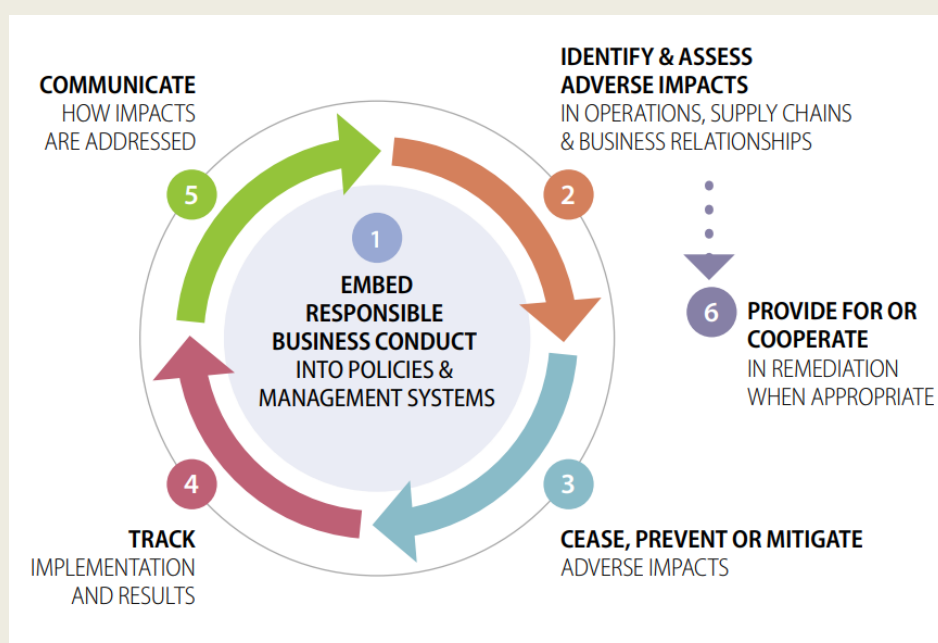 1
EMBED
RESPONSIBLE
BUSINESS CONDUCT
INTO POLICIES &
MANAGEMENT SYSTEMS
2
IDENTIFY & ASSESS
ADVERSE IMPACTS
IN OPERATIONS, SUPPLY CHAINS
& BUSINESS RELATIONSHIPS
3
CEASE, PREVENT OR MITIGATE
ADVERSE IMPACTS
4
TRACK
IMPLEMENTATION
AND RESULTS
5
COMMUNICATE
HOW IMPACTS
ARE ADDRESSED
6
PROVIDE FOR OR
COOPERATE
IN REMEDIATION
WHEN APPROPRIATE